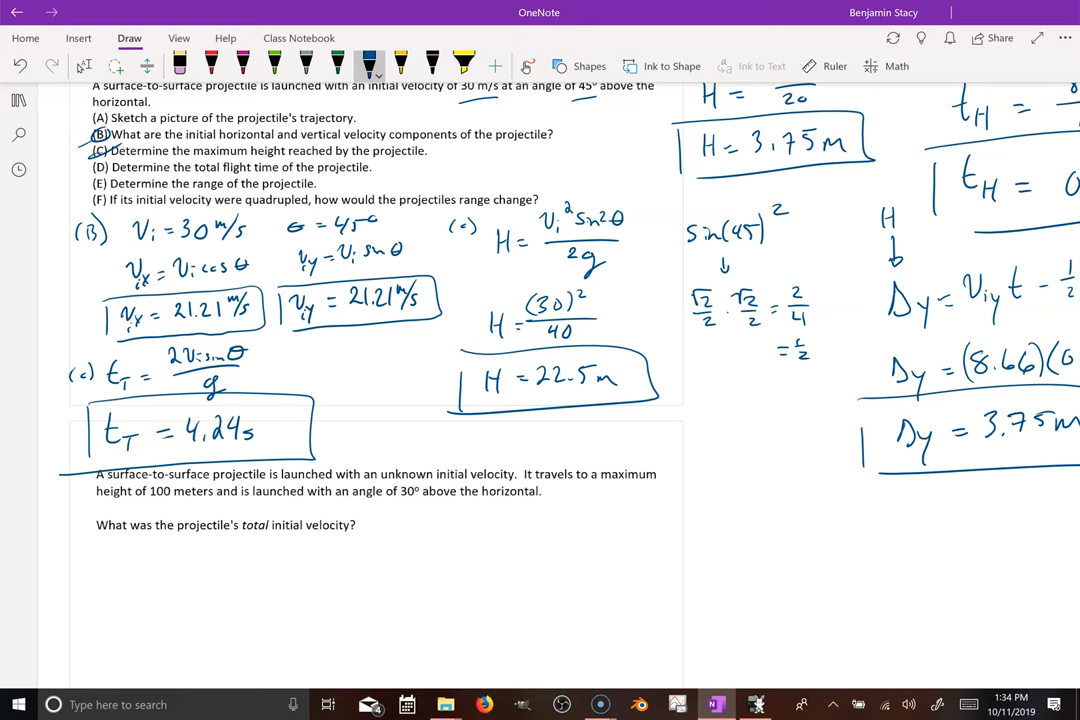 OneNote
Benjamin Stacy
Home Insert Draw View Help Class Notebook Share
Shapes Ink to Shape Ink to Text Ruler Math
A surface-to-surface projectile is launched with an initial velocity of 30 m/s at an angle of 45° above the
horizontal.
(A) Sketch a picture of the projectile's trajectory.
(B) What are the initial horizontal and vertical velocity components of the projectile?
(C) Determine the maximum height reached by the projectile.
(D) Determine the total flight time of the projectile.
(E) Determine the range of the projectile.
(F) If its initial velocity were quadrupled, how would the projectiles range change?
(B) Vi = 30 m/s θ = 45°
Vix = Vi cos θ Viy = Vi sin θ
Vix = 21.21 m/s Viy = 21.21 m/s
(c) tT = 2Vi sin θ / g
tT = 4.24s
(c) H = Vi² sin²θ / 2g
H = (30)² / 40
H = 22.5 m
H = / 20
H = 3.75 m
sin(45)²
↓
√2/2 · √2/2 = 2/4
= 1/2
tH =
tH = 0
H
↓
Δy = Viy t - 1/2
Δy = (8.66)(0
Δy = 3.75 m
A surface-to-surface projectile is launched with an unknown initial velocity. It travels to a maximum
height of 100 meters and is launched with an angle of 30° above the horizontal.
What was the projectile's total initial velocity?
Type here to search
1:34 PM
10/11/2019